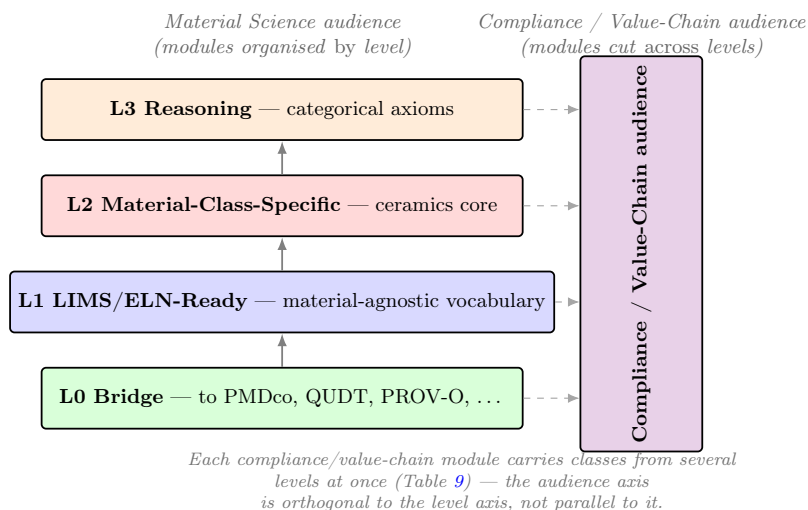 Material Science audience
(modules organised by level)
Compliance / Value-Chain audience
(modules cut across levels)
L3 Reasoning — categorical axioms
L2 Material-Class-Specific — ceramics core
L1 LIMS/ELN-Ready — material-agnostic vocabulary
L0 Bridge — to PMDco, QUDT, PROV-O, …
Compliance / Value-Chain audience
Each compliance/value-chain module carries classes from several
levels at once (Table 9) — the audience axis
is orthogonal to the level axis, not parallel to it.